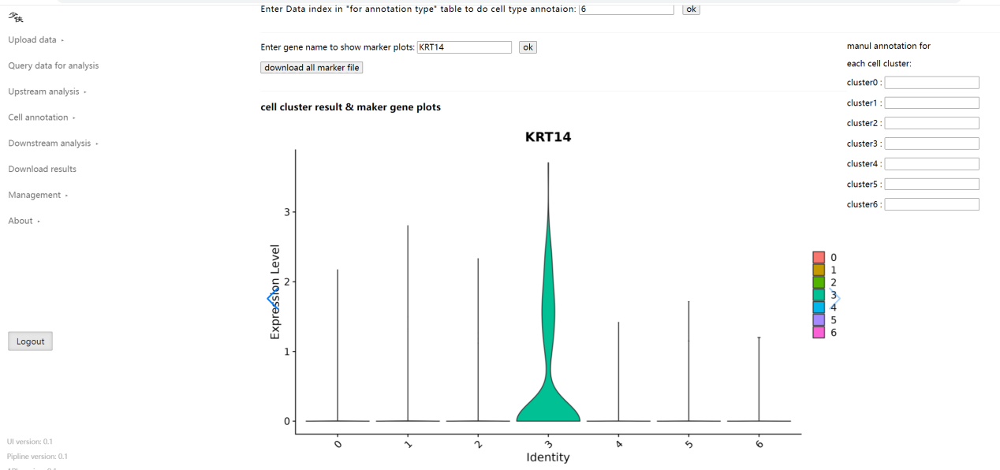 Enter Data index in "for annotation type" table to do cell type annotaion: 6 ok
少侠
Upload data
Query data for analysis
Upstream analysis
Cell annotation
Downstream analysis
Download results
Management
About
Logout
UI version: 0.1
Pipline version: 0.1
Enter gene name to show marker plots: KRT14 ok
download all marker file
cell cluster result & maker gene plots
KRT14
Expression Level
3
2
1
0
0 1 2 3 4 5 6
Identity
0
1
2
3
4
5
6
manul annotation for
each cell cluster:
cluster0 :
cluster1 :
cluster2 :
cluster3 :
cluster4 :
cluster5 :
cluster6 :